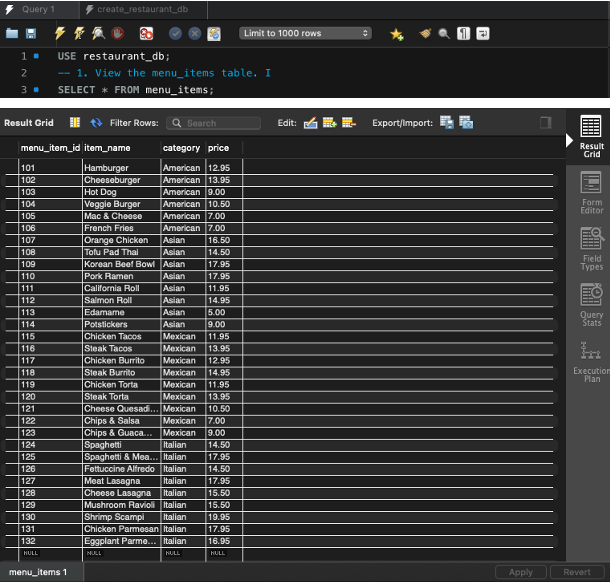 Query 1 create_restaurant_db
Limit to 1000 rows
1 USE restaurant_db;
2 -- 1. View the menu_items table. I
3 SELECT * FROM menu_items;
Result Grid Filter Rows: Search Edit: Export/Import:
menu_item_id item_name category price
101 Hamburger American 12.95
102 Cheeseburger American 13.95
103 Hot Dog American 9.00
104 Veggie Burger American 10.50
105 Mac & Cheese American 7.00
106 French Fries American 7.00
107 Orange Chicken Asian 16.50
108 Tofu Pad Thai Asian 14.50
109 Korean Beef Bowl Asian 17.95
110 Pork Ramen Asian 17.95
111 California Roll Asian 11.95
112 Salmon Roll Asian 14.95
113 Edamame Asian 5.00
114 Potstickers Asian 9.00
115 Chicken Tacos Mexican 11.95
116 Steak Tacos Mexican 13.95
117 Chicken Burrito Mexican 12.95
118 Steak Burrito Mexican 14.95
119 Chicken Torta Mexican 11.95
120 Steak Torta Mexican 13.95
121 Cheese Quesadi... Mexican 10.50
122 Chips & Salsa Mexican 7.00
123 Chips & Guaca... Mexican 9.00
124 Spaghetti Italian 14.50
125 Spaghetti & Mea... Italian 17.95
126 Fettuccine Alfredo Italian 14.50
127 Meat Lasagna Italian 17.95
128 Cheese Lasagna Italian 15.50
129 Mushroom Ravioli Italian 15.50
130 Shrimp Scampi Italian 19.95
131 Chicken Parmesan Italian 17.95
132 Eggplant Parme... Italian 16.95
NULL NULL NULL NULL
Result
Grid
Form
Editor
Field
Types
Query
Stats
Execution
Plan
menu_items 1 Apply Revert